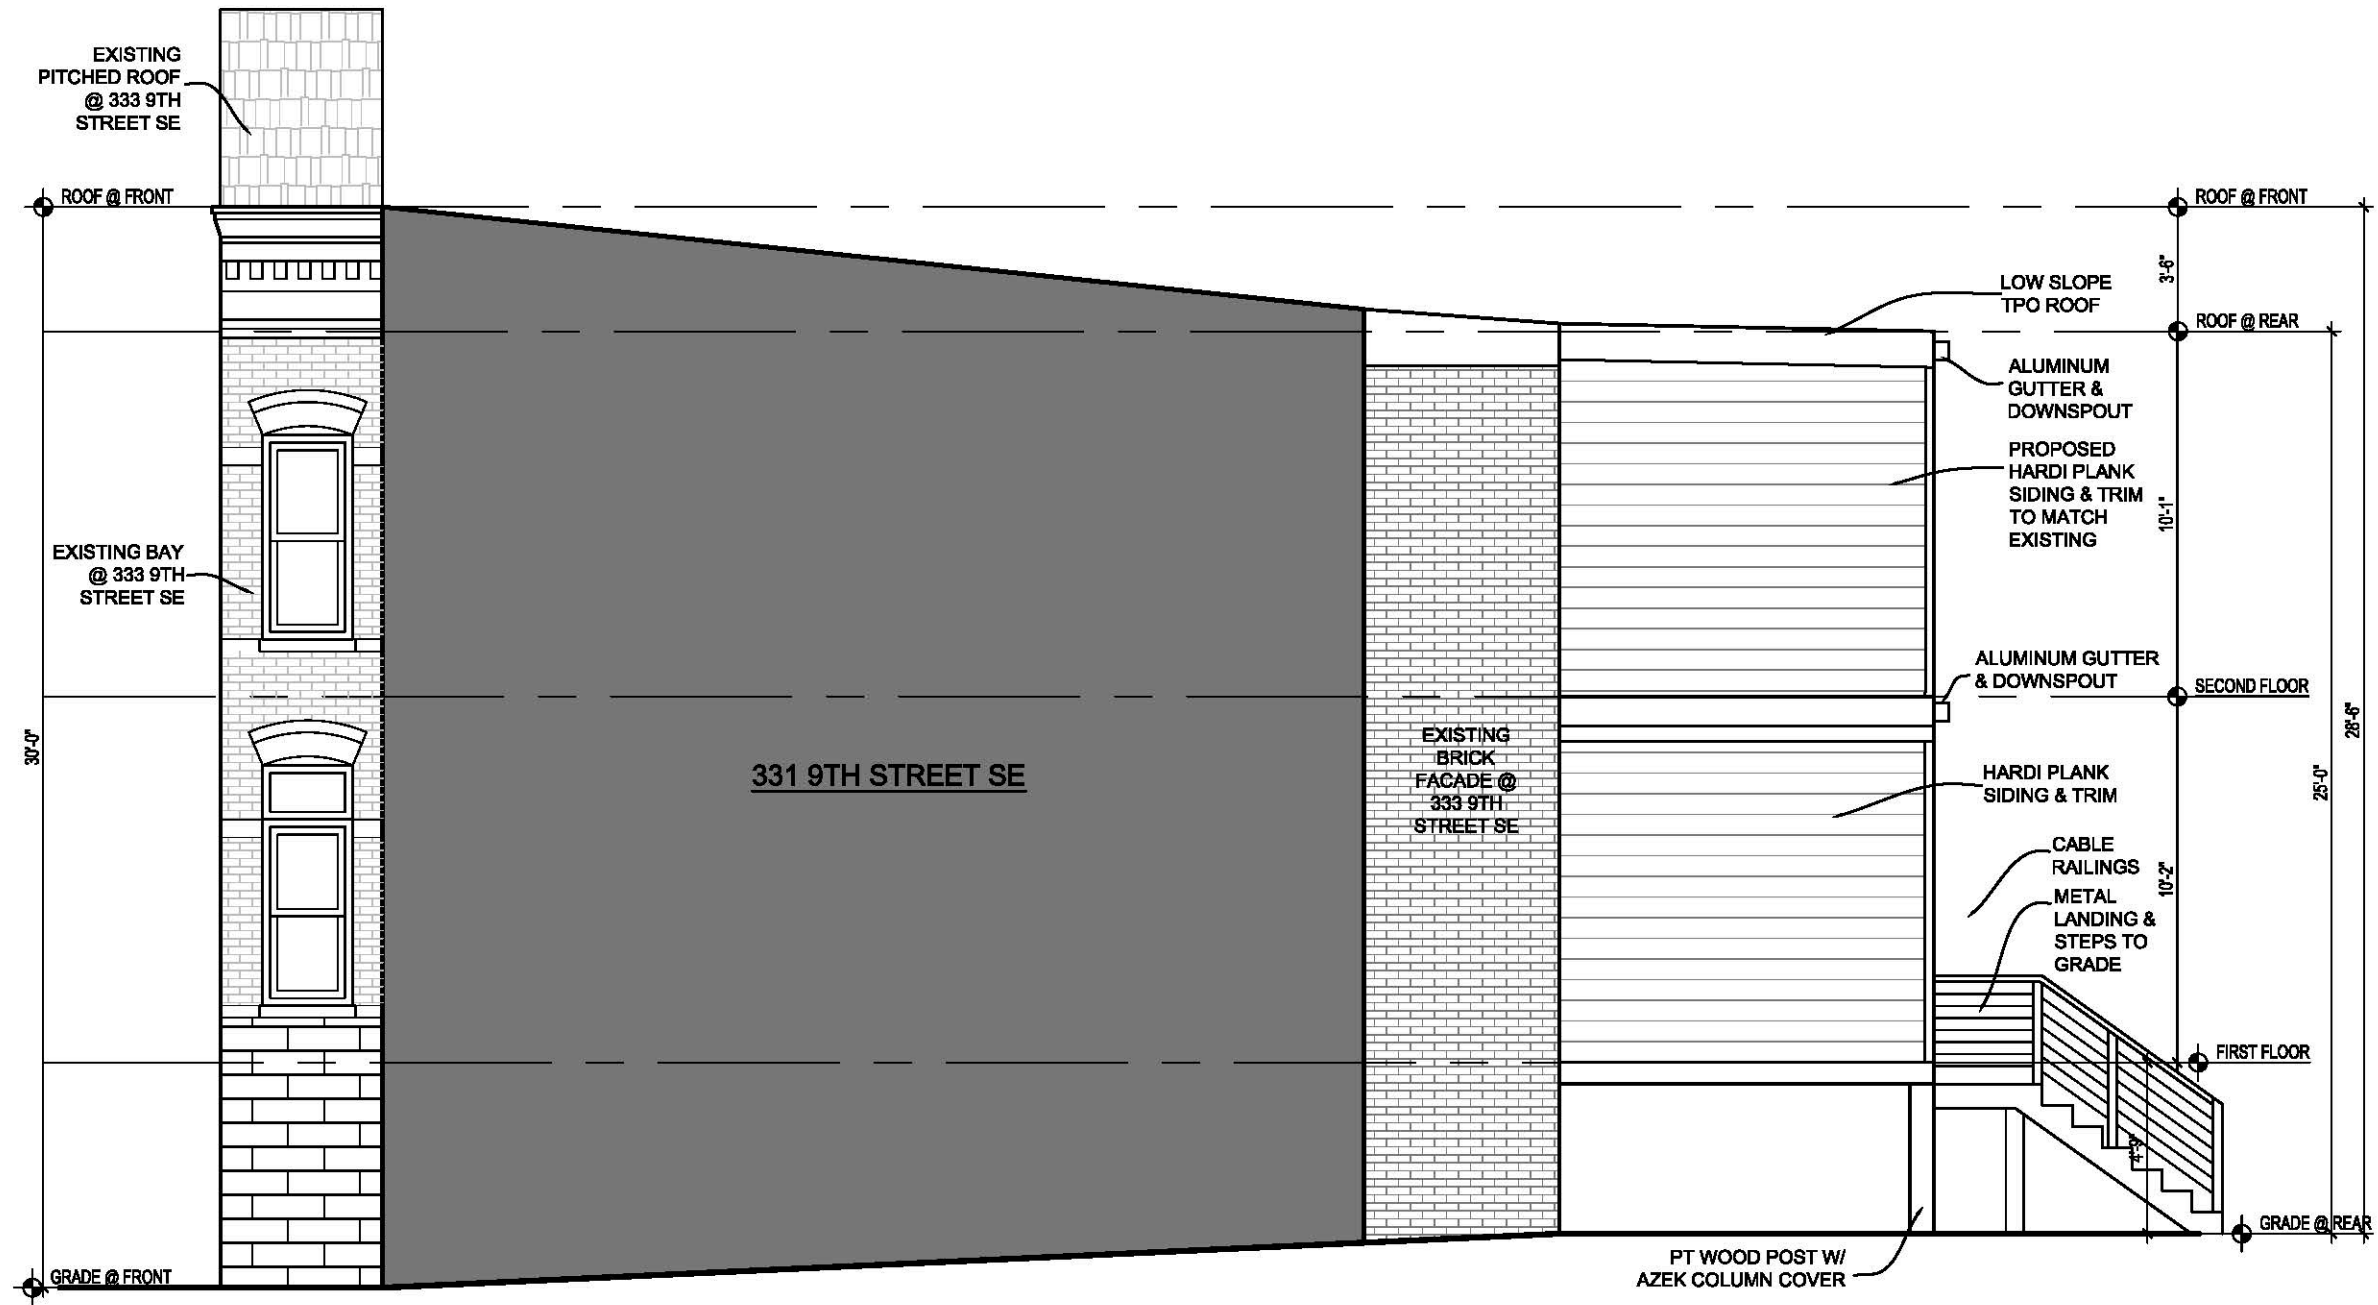 EXISTING
PITCHED ROOF
@ 333 9TH
STREET SE
ROOF @ FRONT
EXISTING BAY
@ 333 9TH
STREET SE
30'-0"
GRADE @ FRONT
331 9TH STREET SE
EXISTING
BRICK
FACADE @
333 9TH
STREET SE
ROOF @ FRONT
3'-6"
LOW SLOPE
TPO ROOF
ROOF @ REAR
ALUMINUM
GUTTER &
DOWNSPOUT
PROPOSED
HARDI PLANK
SIDING & TRIM
TO MATCH
EXISTING
10'-1"
ALUMINUM GUTTER
& DOWNSPOUT
SECOND FLOOR
28'-6"
25'-0"
HARDI PLANK
SIDING & TRIM
CABLE
RAILINGS
10'-2"
METAL
LANDING &
STEPS TO
GRADE
FIRST FLOOR
4'-9"
GRADE @ REAR
PT WOOD POST W/
AZEK COLUMN COVER